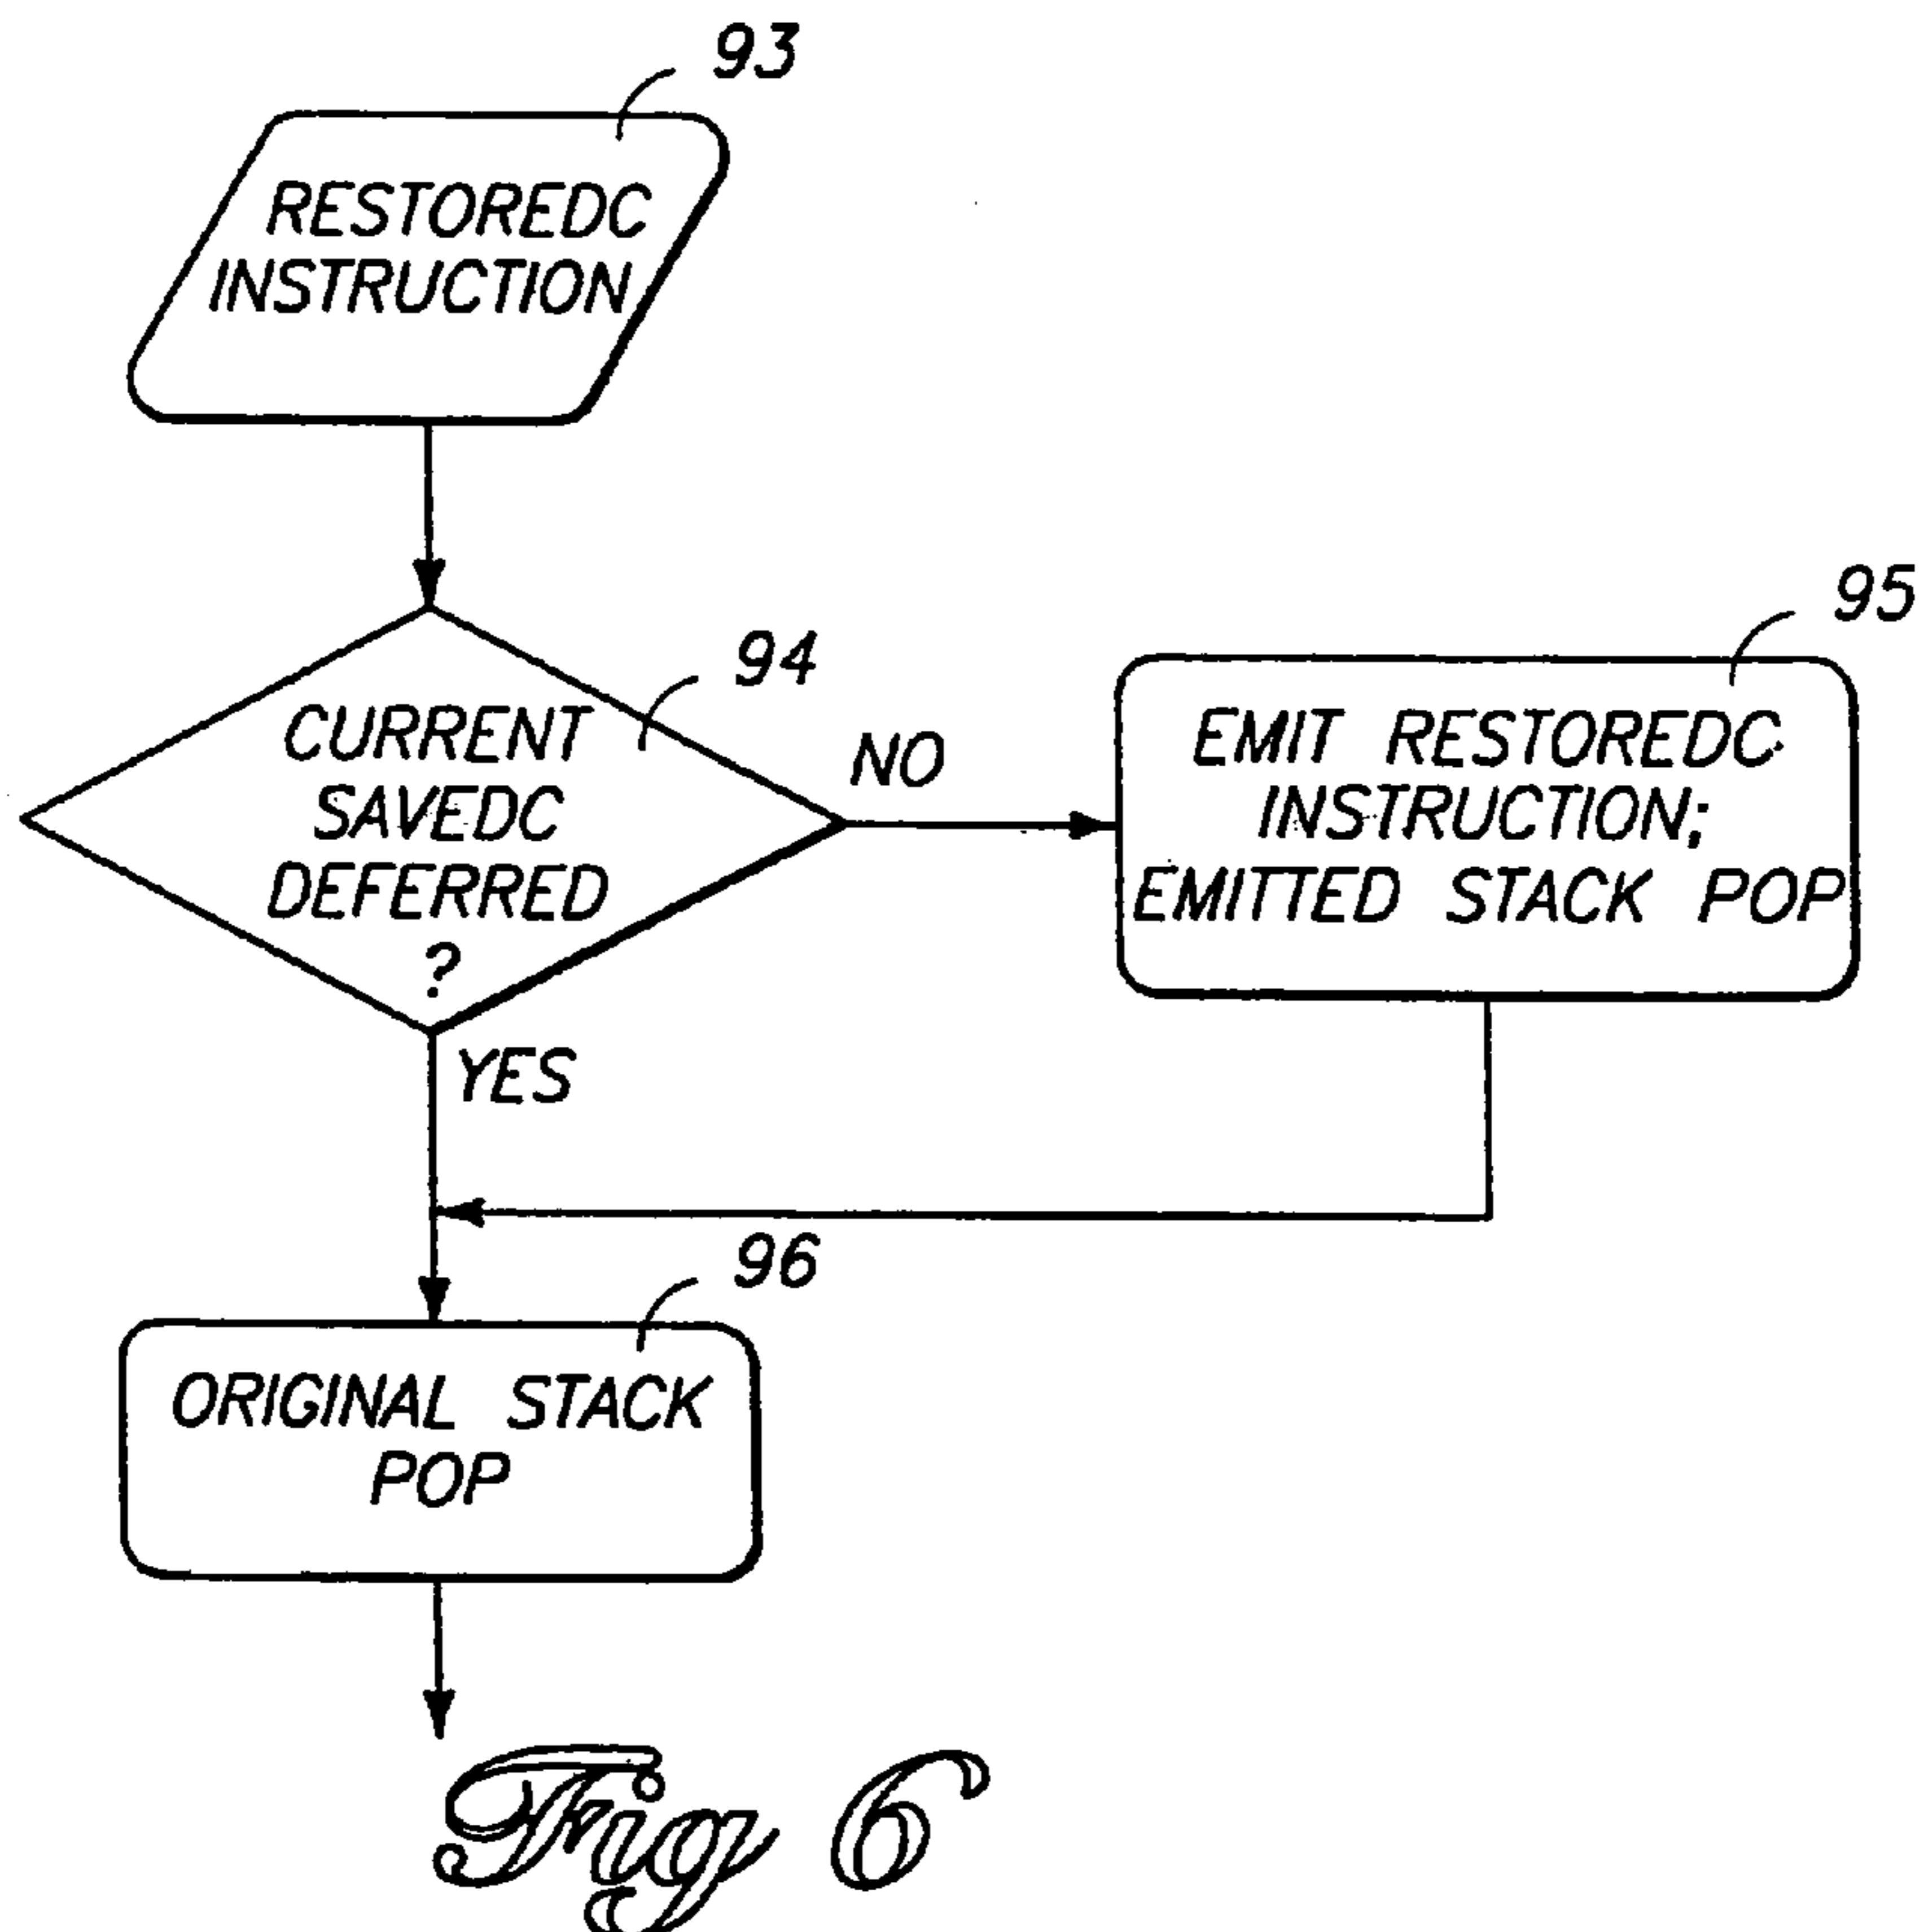 93
RESTOREDC
INSTRUCTION
94
CURRENT
SAVEDC
DEFERRED
?
NO
95
EMIT RESTOREDC
INSTRUCTION;
EMITTED STACK POP
YES
96
ORIGINAL STACK
POP
Fig 6